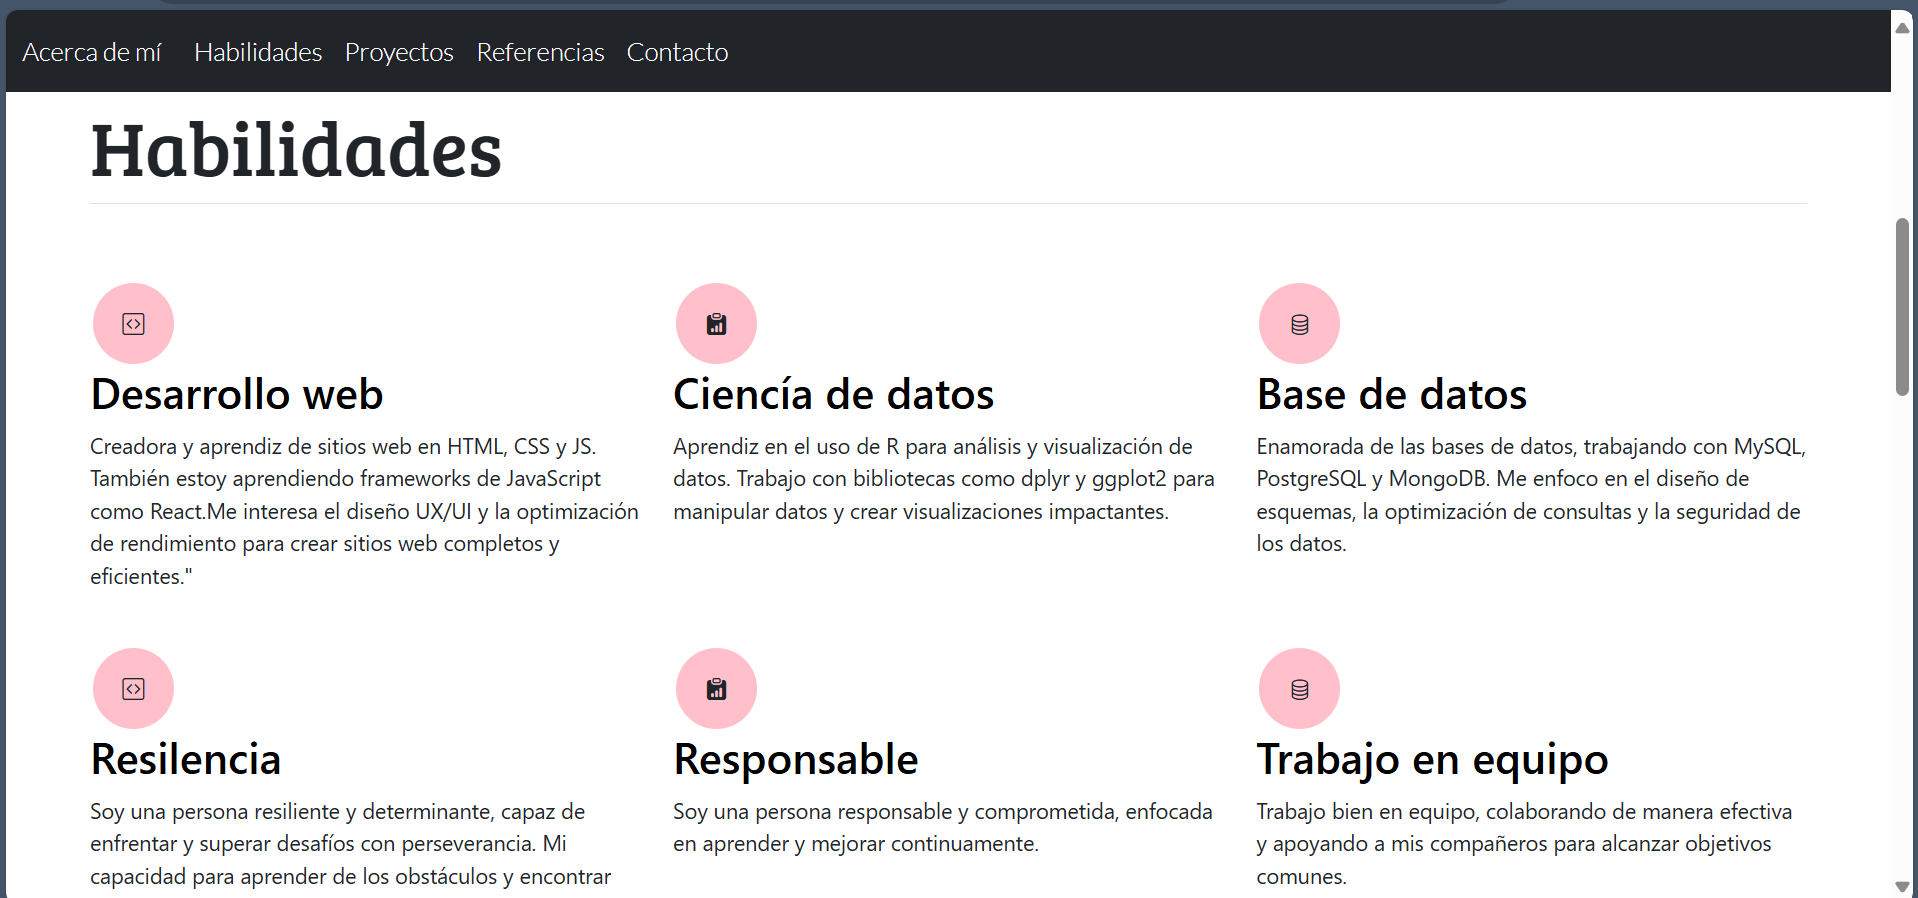 Acerca de mí Habilidades Proyectos Referencias Contacto
Habilidades
Desarrollo web
Creadora y aprendiz de sitios web en HTML, CSS y JS.
También estoy aprendiendo frameworks de JavaScript
como React.Me interesa el diseño UX/UI y la optimización
de rendimiento para crear sitios web completos y
eficientes."
Ciencía de datos
Aprendiz en el uso de R para análisis y visualización de
datos. Trabajo con bibliotecas como dplyr y ggplot2 para
manipular datos y crear visualizaciones impactantes.
Base de datos
Enamorada de las bases de datos, trabajando con MySQL,
PostgreSQL y MongoDB. Me enfoco en el diseño de
esquemas, la optimización de consultas y la seguridad de
los datos.
Resilencia
Soy una persona resiliente y determinante, capaz de
enfrentar y superar desafíos con perseverancia. Mi
capacidad para aprender de los obstáculos y encontrar
Responsable
Soy una persona responsable y comprometida, enfocada
en aprender y mejorar continuamente.
Trabajo en equipo
Trabajo bien en equipo, colaborando de manera efectiva
y apoyando a mis compañeros para alcanzar objetivos
comunes.